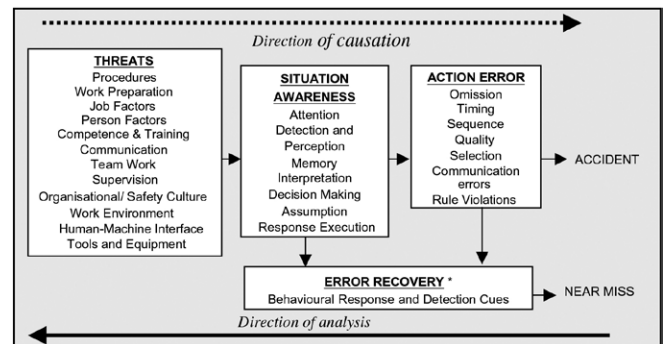 Direction of causation
THREATS
Procedures
Work Preparation
Job Factors
Person Factors
Competence & Training
Communication
Team Work
Supervision
Organisational/ Safety Culture
Work Environment
Human-Machine Interface
Tools and Equipment
SITUATION
AWARENESS
Attention
Detection and
Perception
Memory
Interpretation
Decision Making
Assumption
Response Execution
ACTION ERROR
Omission
Timing
Sequence
Quality
Selection
Communication
errors
Rule Violations
ACCIDENT
ERROR RECOVERY *
Behavioural Response and Detection Cues
NEAR MISS
Direction of analysis